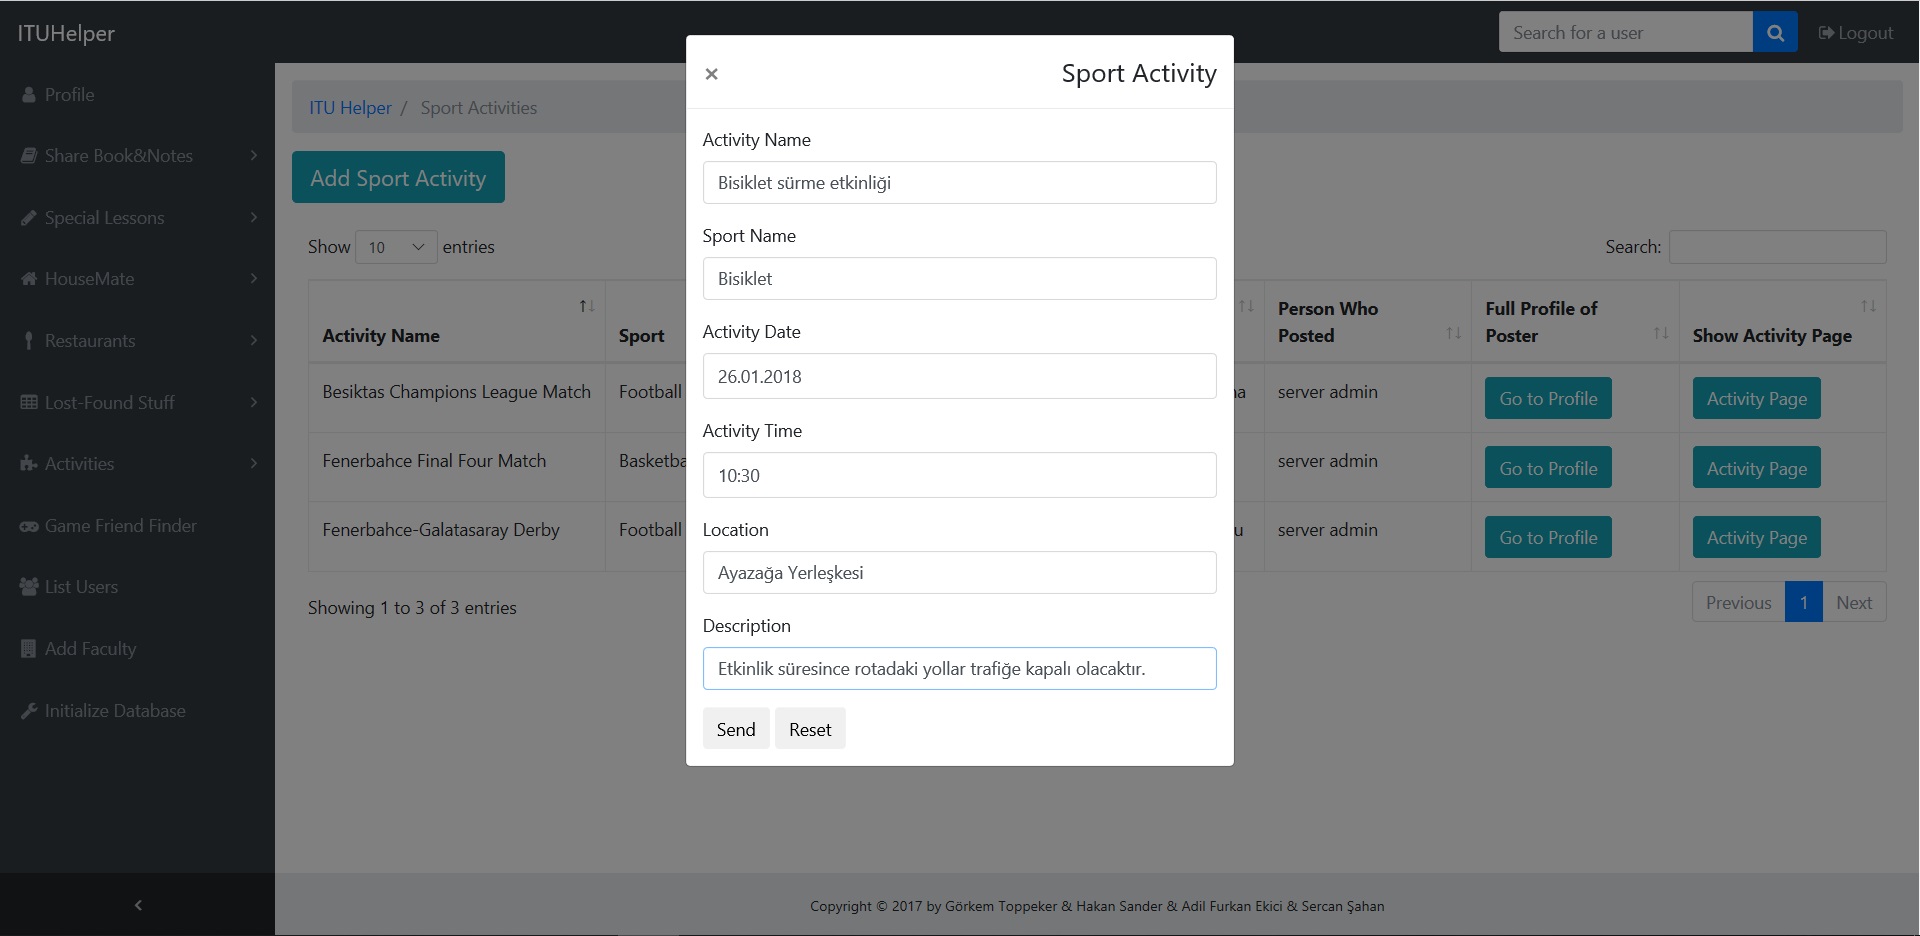 ITUHelper
Search for a user
Logout
Profile
Share Book&Notes
Special Lessons
HouseMate
Restaurants
Lost-Found Stuff
Activities
Game Friend Finder
List Users
Add Faculty
Initialize Database
ITU Helper / Sport Activities
Add Sport Activity
Show 10 entries
Search:
Activity Name
Sport
Person Who Posted
Full Profile of Poster
Show Activity Page
Besiktas Champions League Match Football server admin Go to Profile Activity Page
Fenerbahce Final Four Match server admin Go to Profile Activity Page
Fenerbahce-Galatasaray Derby Football server admin Go to Profile Activity Page
Showing 1 to 3 of 3 entries
Previous 1 Next
× Sport Activity
Activity Name
Bisiklet sürme etkinliği
Sport Name
Bisiklet
Activity Date
26.01.2018
Activity Time
10:30
Location
Ayazağa Yerleşkesi
Description
Etkinlik süresince rotadaki yollar trafiğe kapalı olacaktır.
Send Reset
Copyright © 2017 by Görkem Toppeker & Hakan Sander & Adil Furkan Ekici & Sercan Şahan